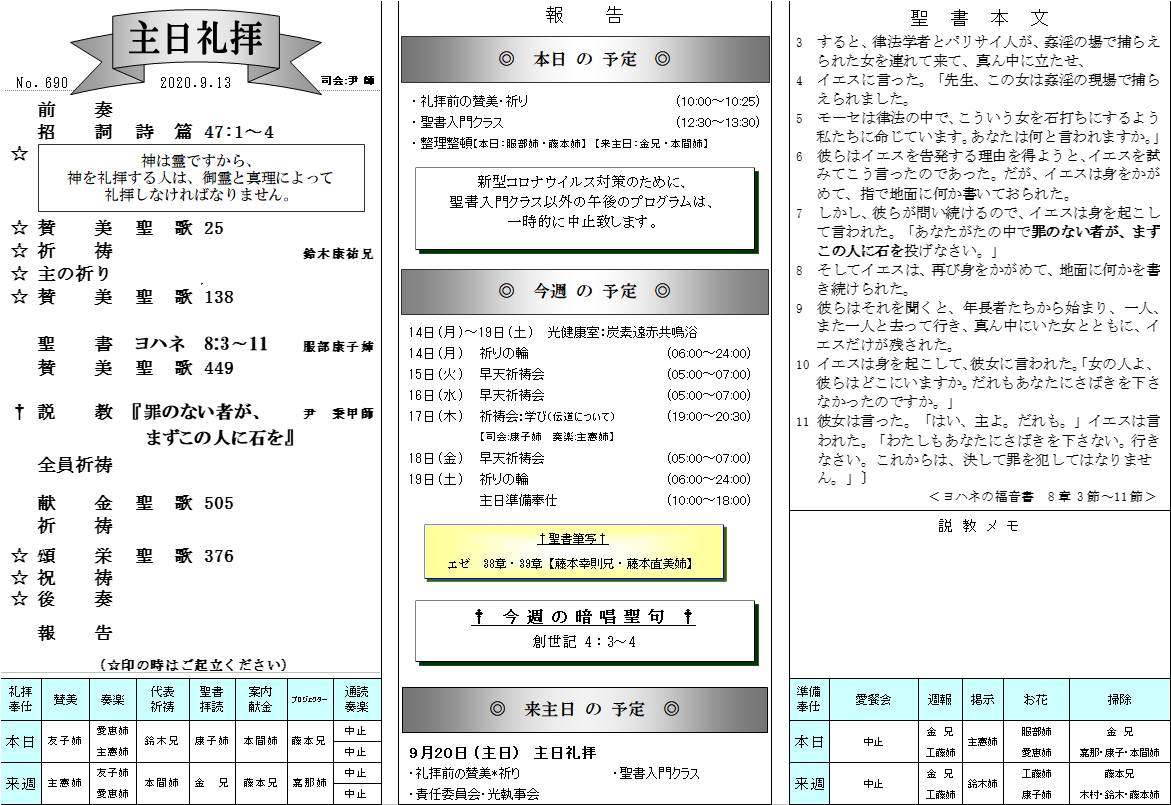 主日礼拝
No. 690
2020.9.13
司会:尹 師
前 奏
招 詞 詩 篇 47:1～4
☆
神は霊ですから、
神を礼拝する人は、御霊と真理によって
礼拝しなければなりません。
☆ 賛 美 聖 歌 25
☆ 祈 祷 鈴木康祐兄
☆ 主の祈り
☆ 賛 美 聖 歌 138
聖 書 ヨハネ 8:3～11 服部康子姉
賛 美 聖 歌 449
† 説 教 『罪のない者が、 尹 秉甲師
まずこの人に石を』
全員祈祷
献 金 聖 歌 505
祈 祷
☆ 頌 栄 聖 歌 376
☆ 祝 祷
☆ 後 奏
報 告
(☆印の時はご起立ください)
礼拝奉仕 賛美 奏楽 代表祈祷 聖書拝読 案内献金 プロジェクター 通読奏楽
本日 友子姉 愛恵姉 主憲姉 鈴木兄 康子姉 本間姉 藤本兄 中止 中止
来週 主憲姉 友子姉 愛恵姉 本間姉 金 兄 藤本兄 嘉那姉 中止 中止
報 告
◎ 本日 の 予定 ◎
・礼拝前の賛美・祈り (10:00～10:25)
・聖書入門クラス (12:30～13:30)
・整理整頓【本日:服部姉・藤本姉】【来主日:金兄・本間姉】
新型コロナウイルス対策のために、
聖書入門クラス以外の午後のプログラムは、
一時的に中止致します。
◎ 今週 の 予定 ◎
14日(月)～19日(土) 光健康室:炭素遠赤共鳴浴
14日(月) 祈りの輪 (06:00～24:00)
15日(火) 早天祈祷会 (05:00～07:00)
16日(水) 早天祈祷会 (05:00～07:00)
17日(木) 祈祷会:学び(伝道について) (19:00～20:30)
【司会:康子姉 奏楽:主憲姉】
18日(金) 早天祈祷会 (05:00～07:00)
19日(土) 祈りの輪 (06:00～24:00)
主日準備奉仕 (10:00～18:00)
†聖書筆写†
エゼ 38章・39章【藤本幸則兄・藤本直美姉】
† 今週の暗唱聖句 †
創世記 4：3～4
◎ 来主日 の 予定 ◎
9月20日(主日) 主日礼拝
・礼拝前の賛美*祈り ・聖書入門クラス
・責任委員会・光執事会
聖書本文
3 すると、律法学者とパリサイ人が、姦淫の場で捕らえ
られた女を連れて来て、真ん中に立たせ、
4 イエスに言った。「先生、この女は姦淫の現場で捕ら
えられました。
5 モーセは律法の中で、こういう女を石打ちにするよう
私たちに命じています。あなたは何と言われますか。」
6 彼らはイエスを告発する理由を得ようと、イエスを試
みてこう言ったのであった。だが、イエスは身をかが
めて、指で地面に何か書いておられた。
7 しかし、彼らが問い続けるので、イエスは身を起こし
て言われた。「あなたがたの中で罪のない者が、まず
この人に石を投げなさい。」
8 そしてイエスは、再び身をかがめて、地面に何かを書
き続けられた。
9 彼らはそれを聞くと、年長者たちから始まり、一人、
また一人と去って行き、真ん中にいた女とともに、イ
エスだけが残された。
10 イエスは身を起こして、彼女に言われた。「女の人よ、
彼らはどこにいますか。だれもあなたにさばきを下さ
なかったのですか。」
11 彼女は言った。「はい、主よ。だれも。」イエスは言
われた。「わたしもあなたにさばきを下さない。行き
なさい。これからは、決して罪を犯してはなりませ
ん。」〕
＜ヨハネの福音書 8章3節～11節＞
説教メモ
準備奉仕 愛餐会 週報 掲示 お花 掃除
本日 中止 金 兄 工藤姉 主憲姉 服部姉 愛恵姉 金 兄 嘉那・康子・本間姉
来週 中止 金 兄 工藤姉 鈴木姉 工藤姉 康子姉 藤本兄 木村・鈴木・藤本姉